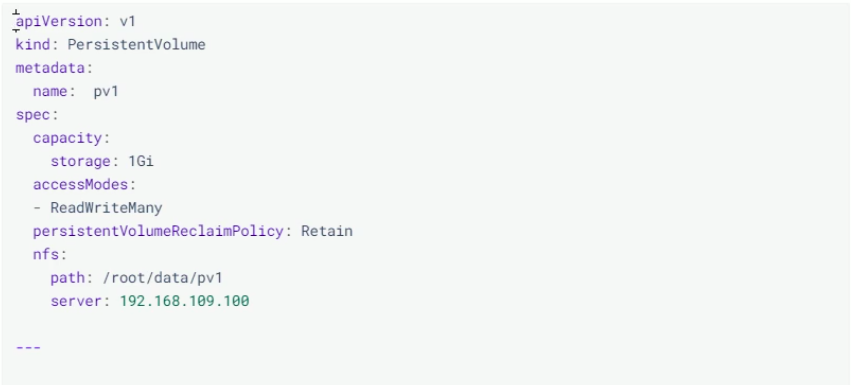 apiVersion: v1
kind: PersistentVolume
metadata:
  name:  pv1
spec:
  capacity:
    storage: 1Gi
  accessModes:
  - ReadWriteMany
  persistentVolumeReclaimPolicy: Retain
  nfs:
    path: /root/data/pv1
    server: 192.168.109.100

---